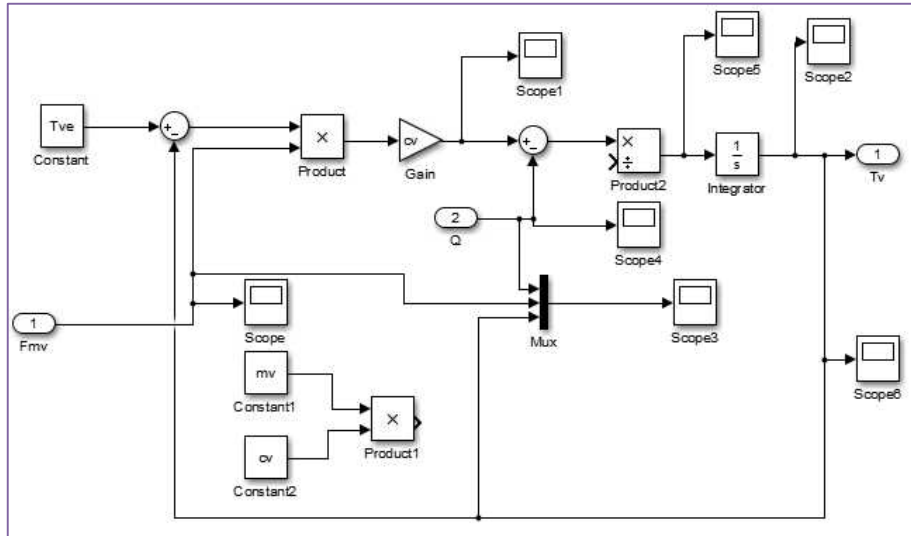 Scope5
Scope2
Scope1
Tve
Constant
+
-
×
Product
cv
Gain
+
-
×
÷
Product2
1
s
Integrator
1
Tv
2
Q
Scope4
1
Fmv
Scope
Mux
Scope3
mv
Constant1
×
Product1
cv
Constant2
Scope6